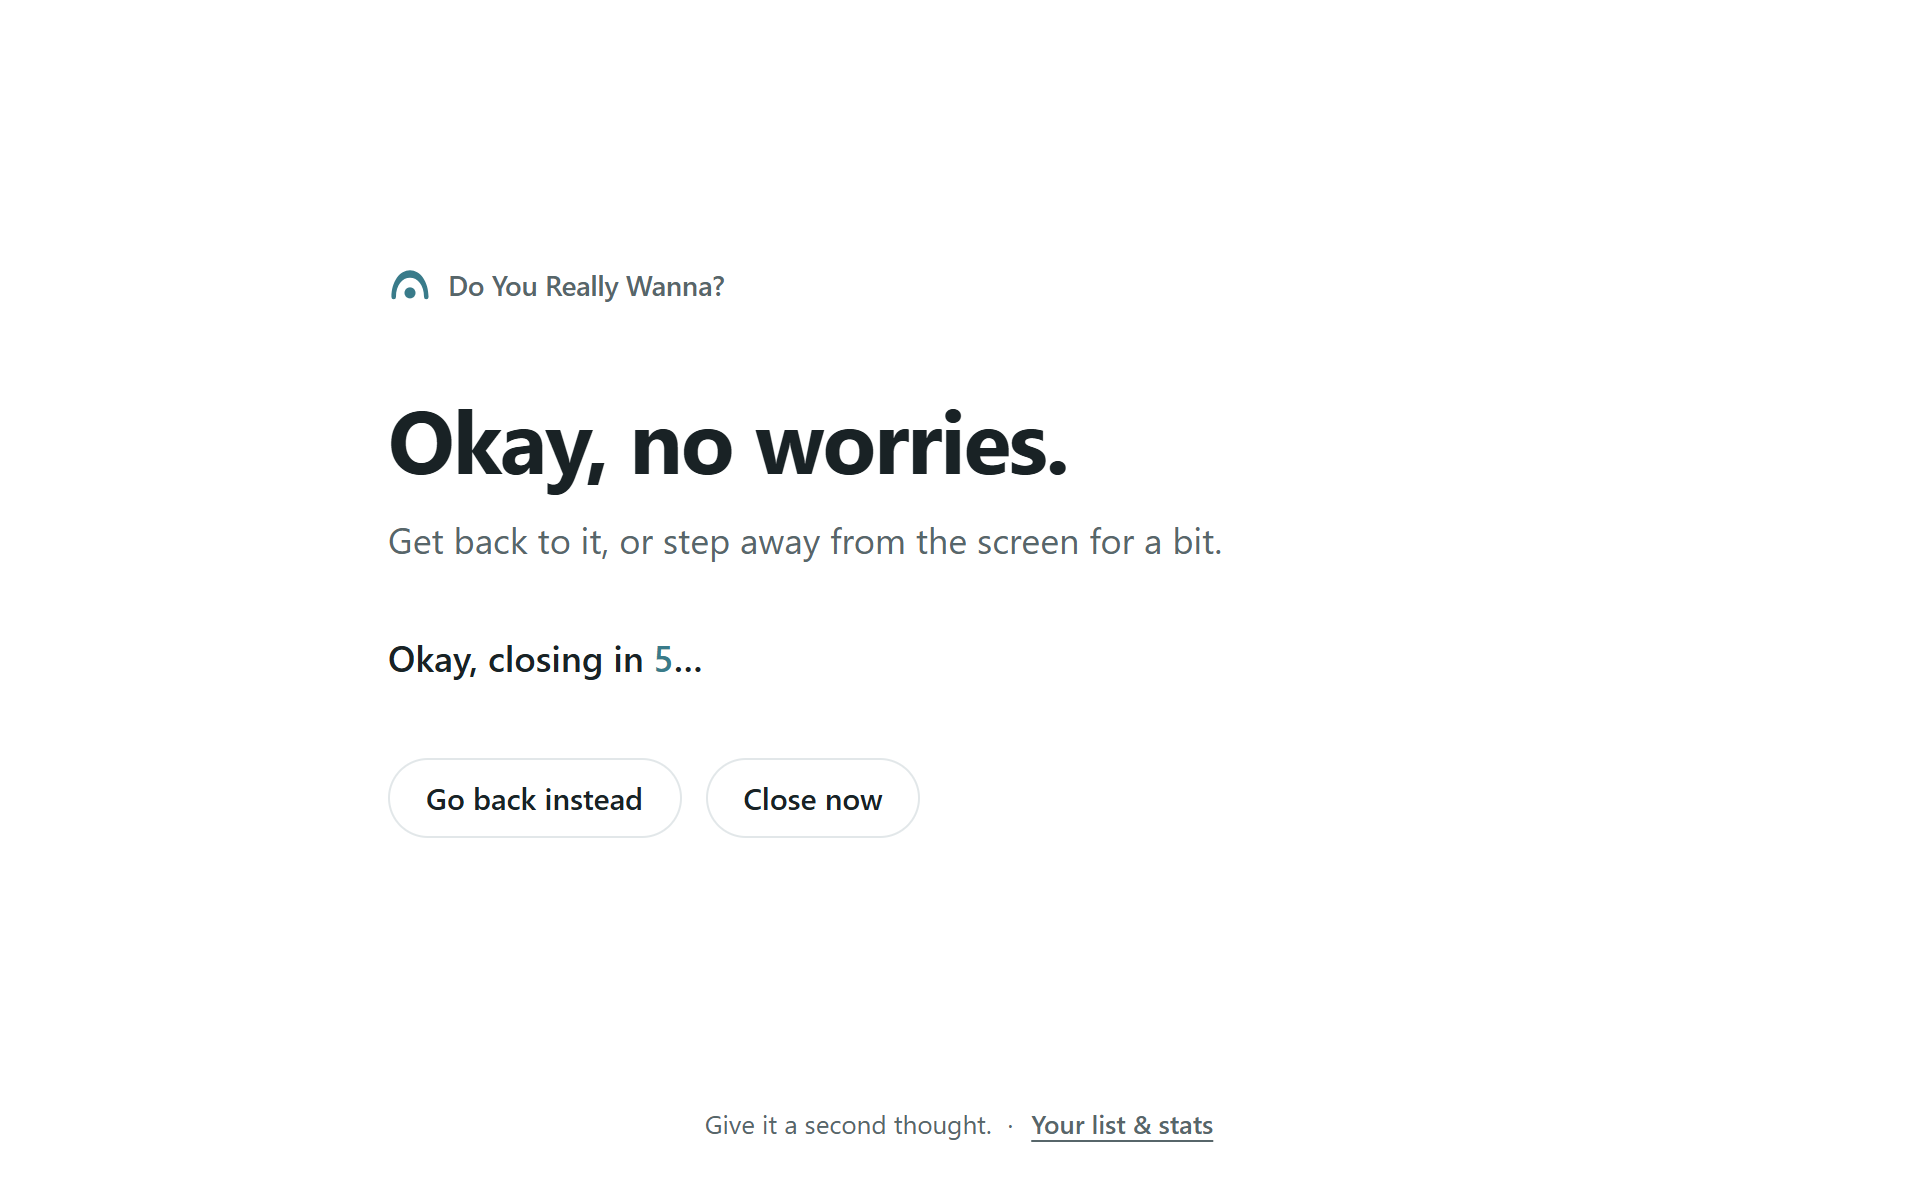 Do You Really Wanna?
Okay, no worries.
Get back to it, or step away from the screen for a bit.
Okay, closing in 5...
Go back instead
Close now
Give it a second thought. · Your list & stats